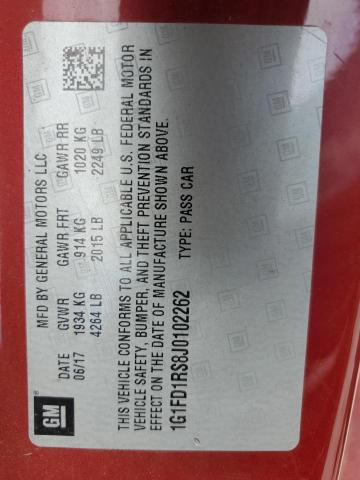 MFD BY GENERAL MOTORS LLC
DATE GVWR GAWR FRT GAWR RR
06/17 1934 KG 914 KG 1020 KG
4264 LB 2015 LB 2249 LB
THIS VEHICLE CONFORMS TO ALL APPLICABLE U.S. FEDERAL MOTOR
VEHICLE SAFETY, BUMPER, AND THEFT PREVENTION STANDARDS IN
EFFECT ON THE DATE OF MANUFACTURE SHOWN ABOVE.
1G1FD1RS8J0102262 TYPE: PASS CAR
GM